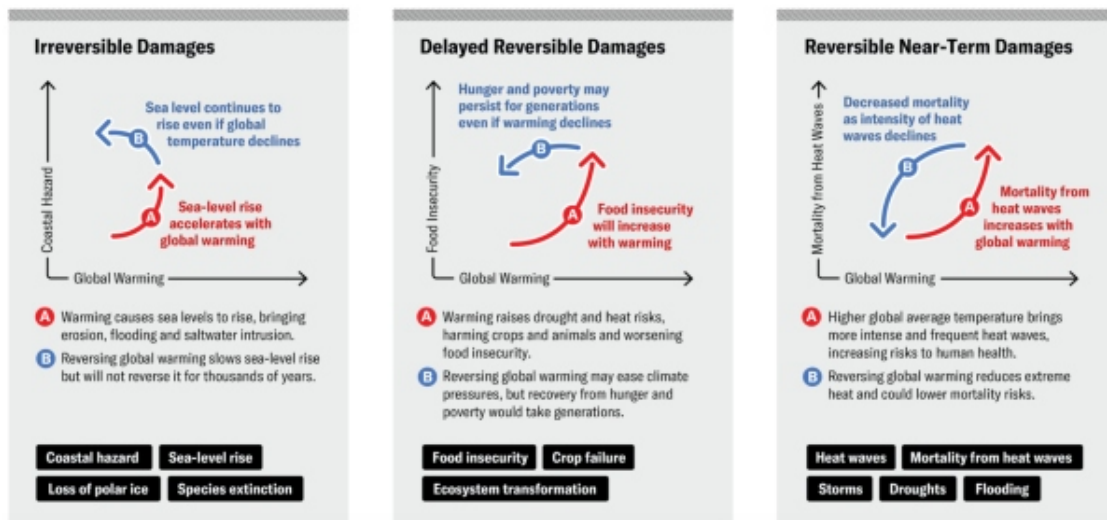 Irreversible Damages
Coastal Hazard
Sea level continues to
rise even if global
temperature declines
B
A
Sea-level rise
accelerates with
global warming
Global Warming
A Warming causes sea levels to rise, bringing
erosion, flooding and saltwater intrusion.
B Reversing global warming slows sea-level rise
but will not reverse it for thousands of years.
Coastal hazard Sea-level rise
Loss of polar ice Species extinction
Delayed Reversible Damages
Food Insecurity
Hunger and poverty may
persist for generations
even if warming declines
B
A
Food insecurity
will increase
with warming
Global Warming
A Warming raises drought and heat risks,
harming crops and animals and worsening
food insecurity.
B Reversing global warming may ease climate
pressures, but recovery from hunger and
poverty would take generations.
Food insecurity Crop failure
Ecosystem transformation
Reversible Near-Term Damages
Mortality from Heat Waves
Decreased mortality
as intensity of heat
waves declines
B
A
Mortality from
heat waves
increases with
global warming
Global Warming
A Higher global average temperature brings
more intense and frequent heat waves,
increasing risks to human health.
B Reversing global warming reduces extreme
heat and could lower mortality risks.
Heat waves Mortality from heat waves
Storms Droughts Flooding